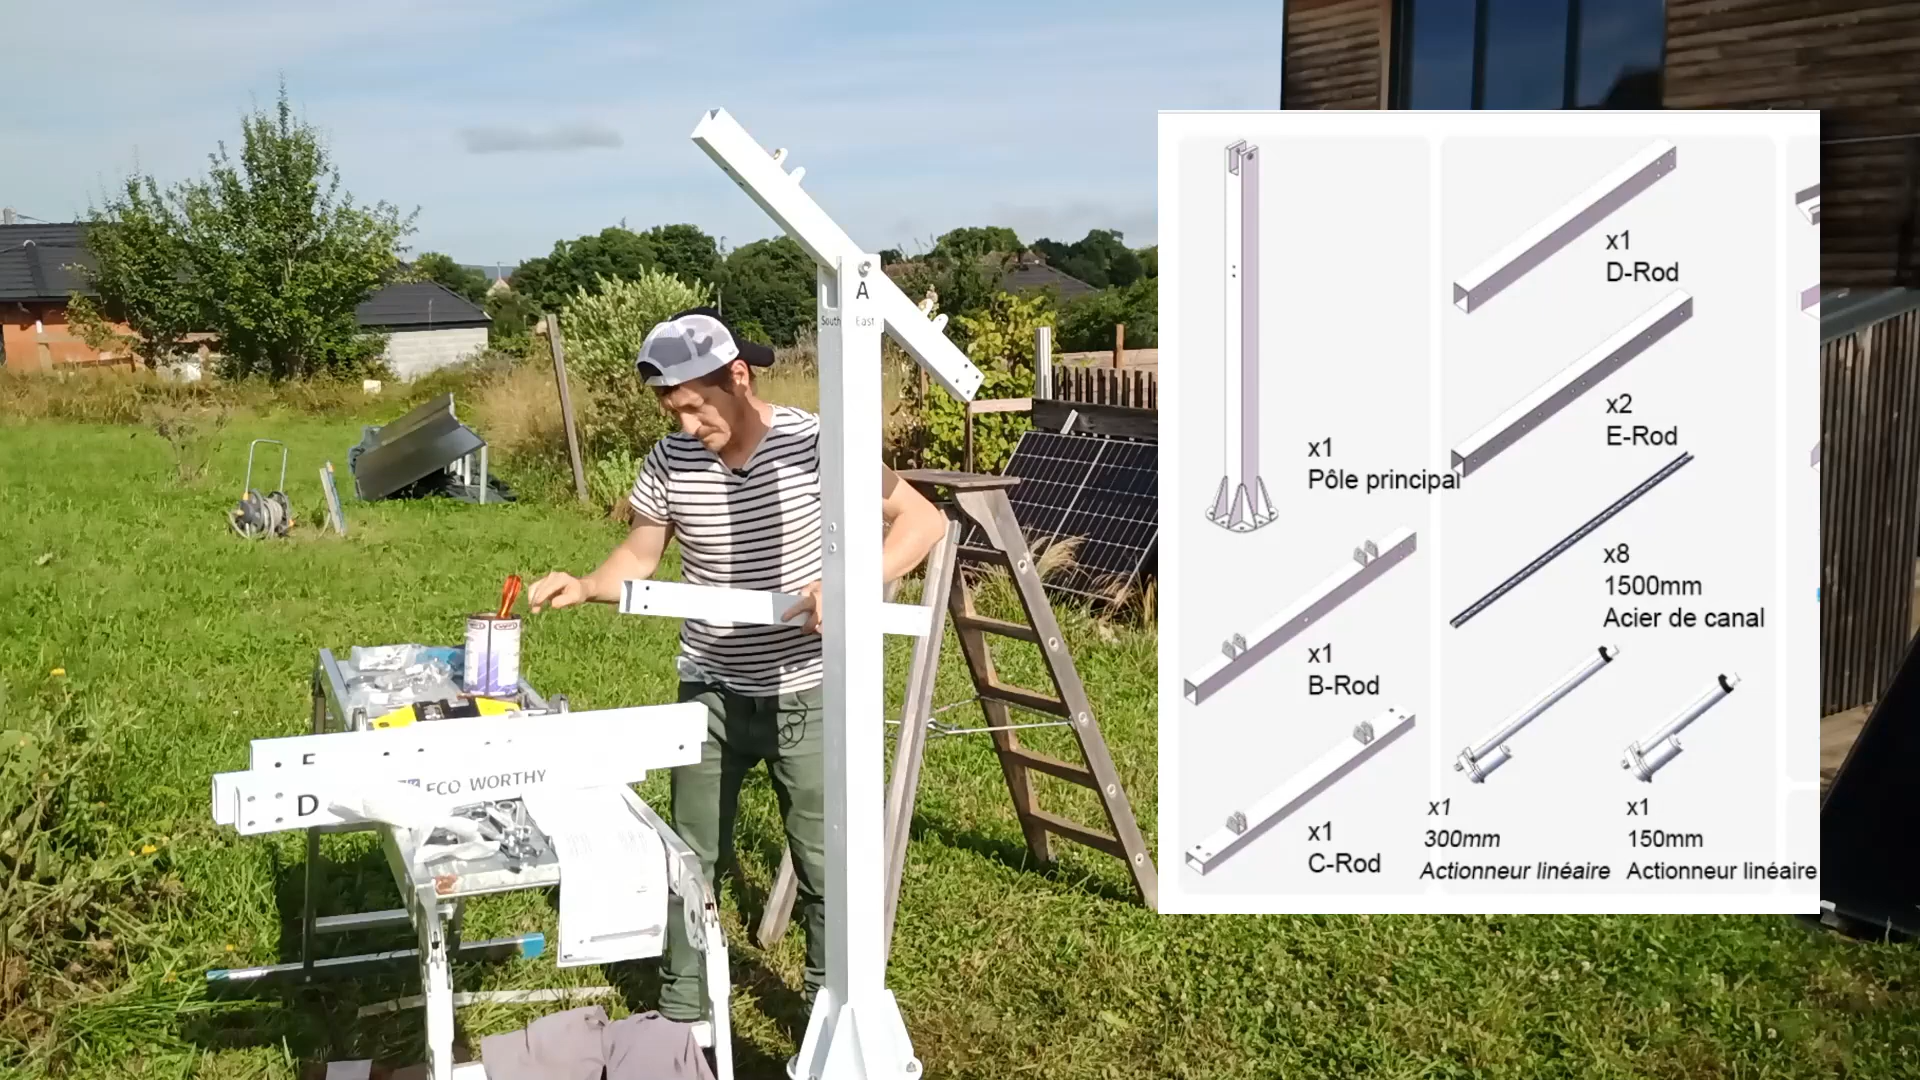 A
South East
E
ECO WORTHY
D
x1
Pôle principal
x1
B-Rod
x1
C-Rod
x1
D-Rod
x2
E-Rod
x8
1500mm
Acier de canal
x1
300mm
Actionneur linéaire
x1
150mm
Actionneur linéaire